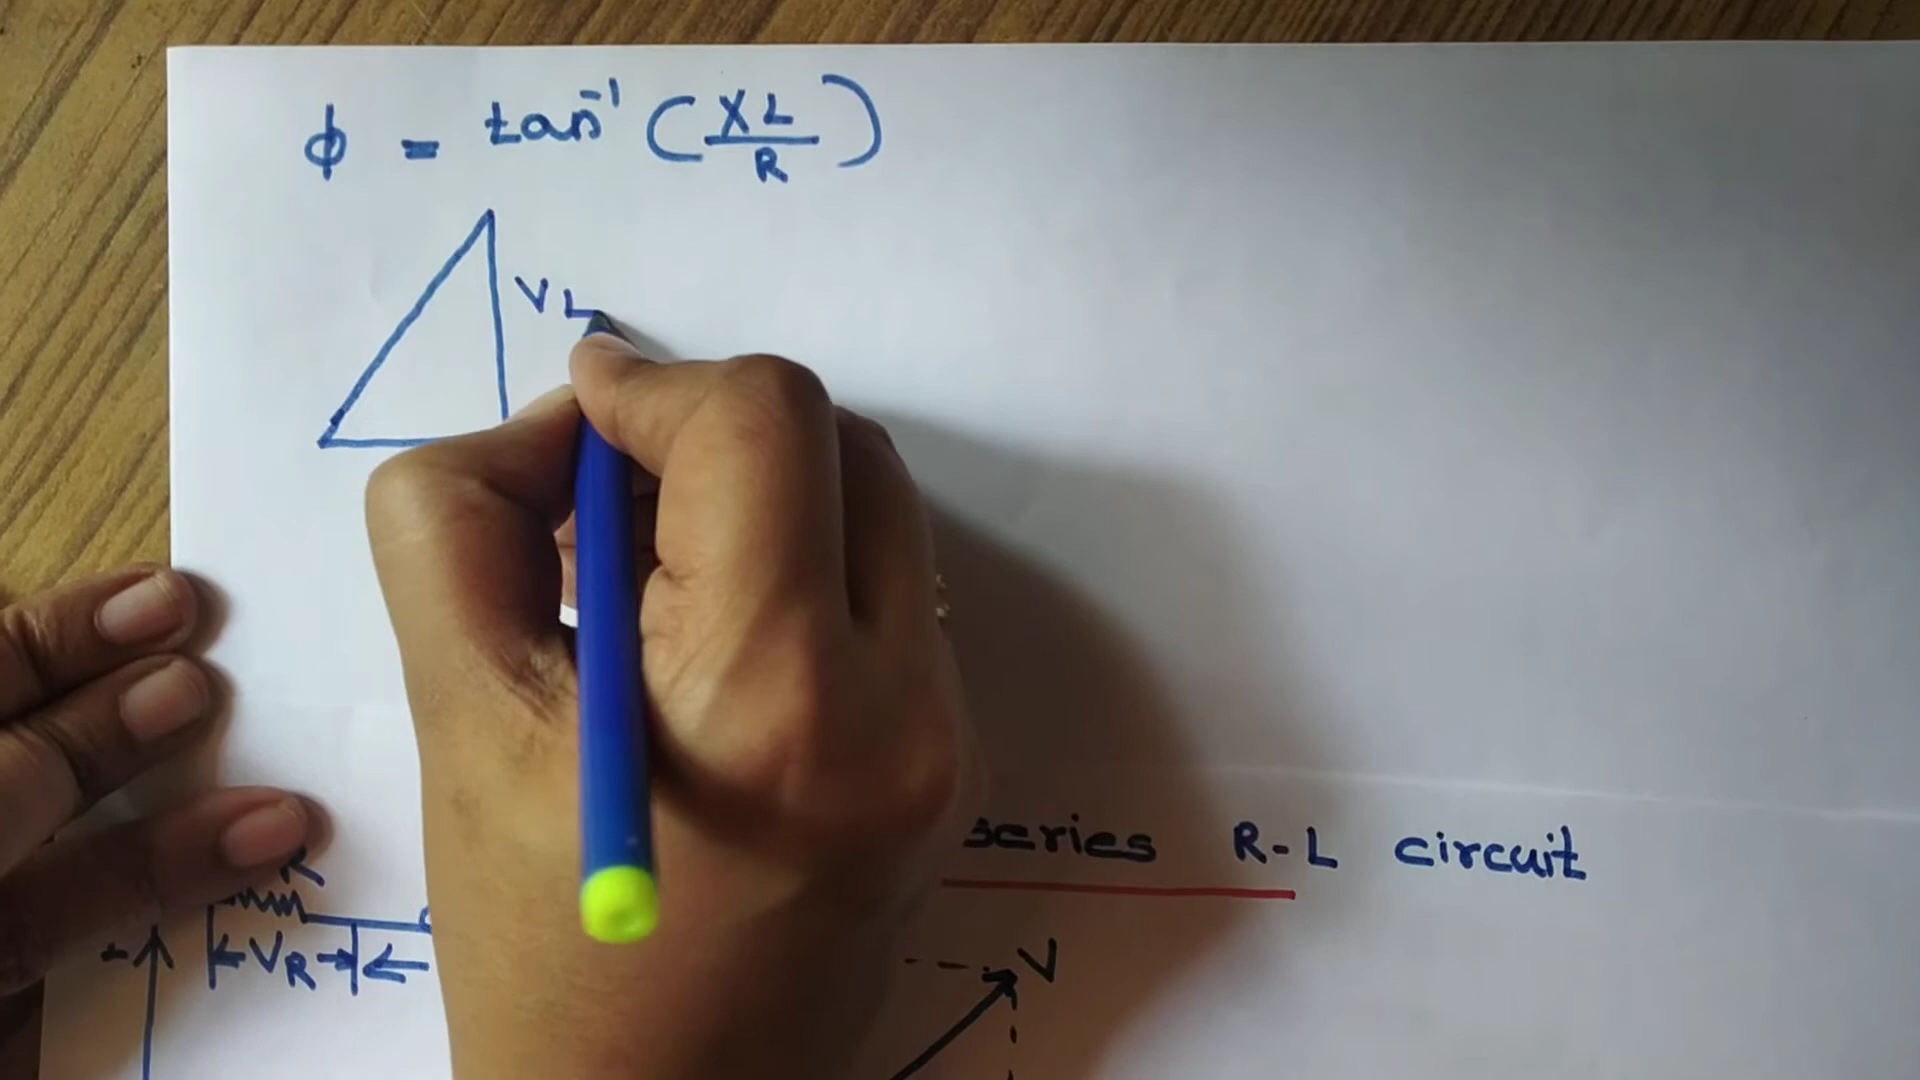 ϕ = tan⁻¹ (XL/R)
VL
series R-L circuit
R
VR
V